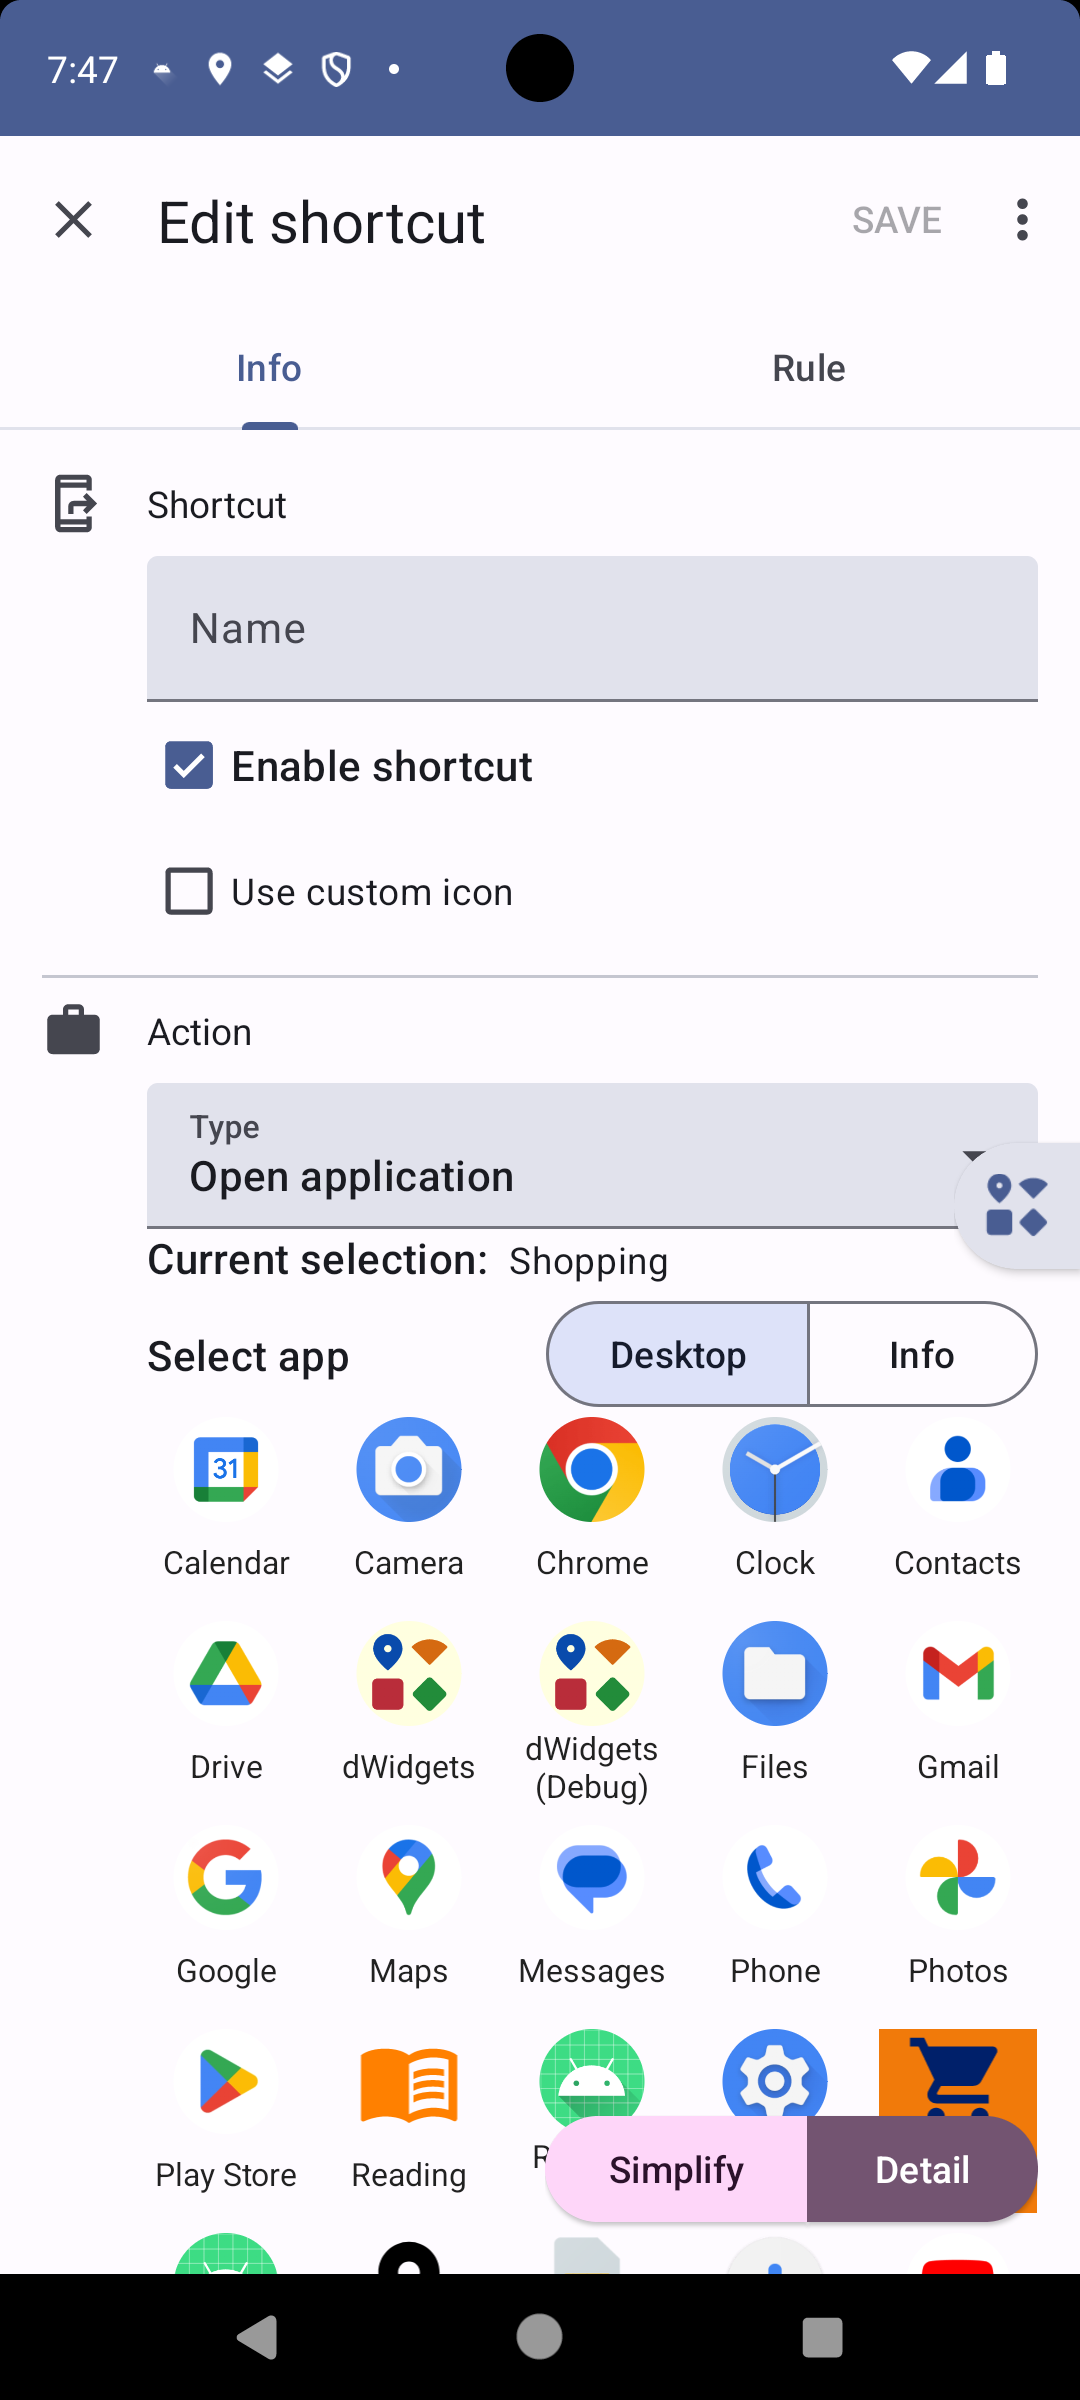 7:47
Edit shortcut
SAVE
Info
Rule
Shortcut
Name
Enable shortcut
Use custom icon
Action
Type
Open application
Current selection: Shopping
Select app
Desktop
Info
31
Calendar
Camera
Chrome
Clock
Contacts
Drive
dWidgets
dWidgets
(Debug)
Files
Gmail
Google
Maps
Messages
Phone
Photos
Play Store
Reading
Simplify
Detail